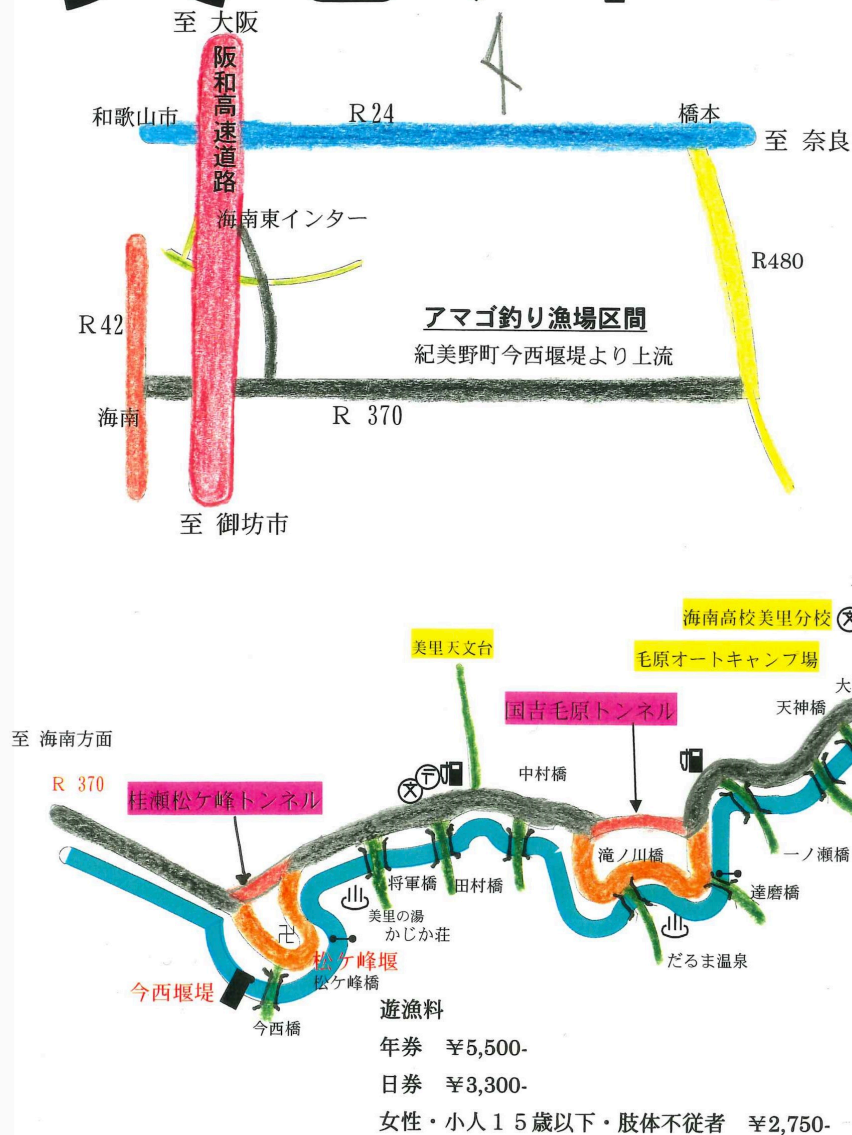 至 大阪
阪和高速道路
和歌山市
R24
橋本
至 奈良
海南東インター
R480
R42
アマゴ釣り漁場区間
紀美野町今西堰堤より上流
海南
R 370
至 御坊市
海南高校美里分校 文
美里天文台
毛原オートキャンプ場
大
国吉毛原トンネル
天神橋
至 海南方面
R 370
中村橋
桂瀬松ケ峰トンネル
文
〒
滝ノ川橋
一ノ瀬橋
将軍橋
田村橋
達磨橋
美里の湯
かじか荘
卍
松ケ峰堰
だるま温泉
松ケ峰橋
今西堰堤
今西橋
遊漁料
年券 ¥5,500-
日券 ¥3,300-
女性・小人15歳以下・肢体不従者 ¥2,750-